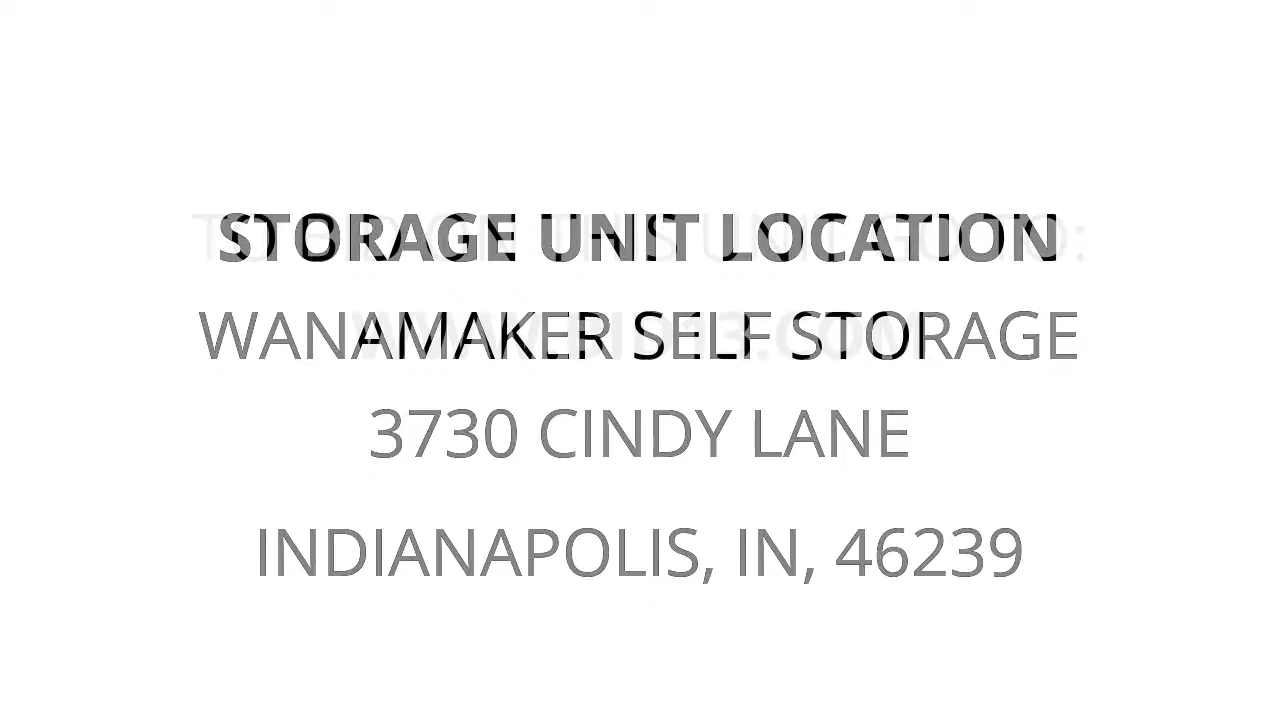 STORAGE UNIT LOCATION
WANAMAKER SELF STORAGE
3730 CINDY LANE
INDIANAPOLIS, IN, 46239